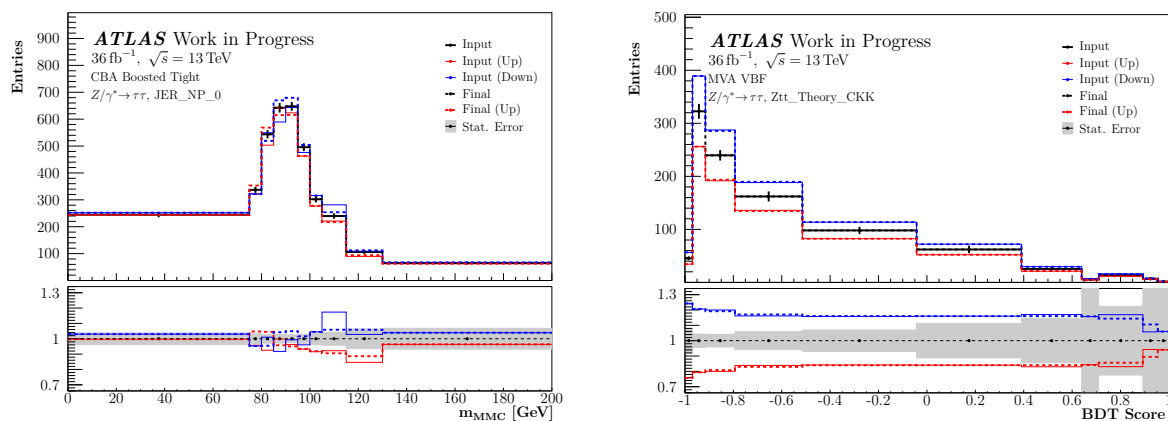 ATLAS Work in Progress
36 fb⁻¹, √s = 13 TeV
CBA Boosted Tight
Z/γ*→ττ, JER_NP_0
Input
Input (Up)
Input (Down)
Final
Final (Up)
Stat. Error
Entries
900
800
700
600
500
400
300
200
100
1.3
1
0.7
0 20 40 60 80 100 120 140 160 180 200
m_MMC [GeV]
ATLAS Work in Progress
36 fb⁻¹, √s = 13 TeV
MVA VBF
Z/γ*→ττ, Ztt_Theory_CKK
Input
Input (Up)
Input (Down)
Final
Final (Up)
Stat. Error
Entries
500
400
300
200
100
0
1.3
1
0.7
-1 -0.8 -0.6 -0.4 -0.2 0 0.2 0.4 0.6 0.8 1
BDT Score